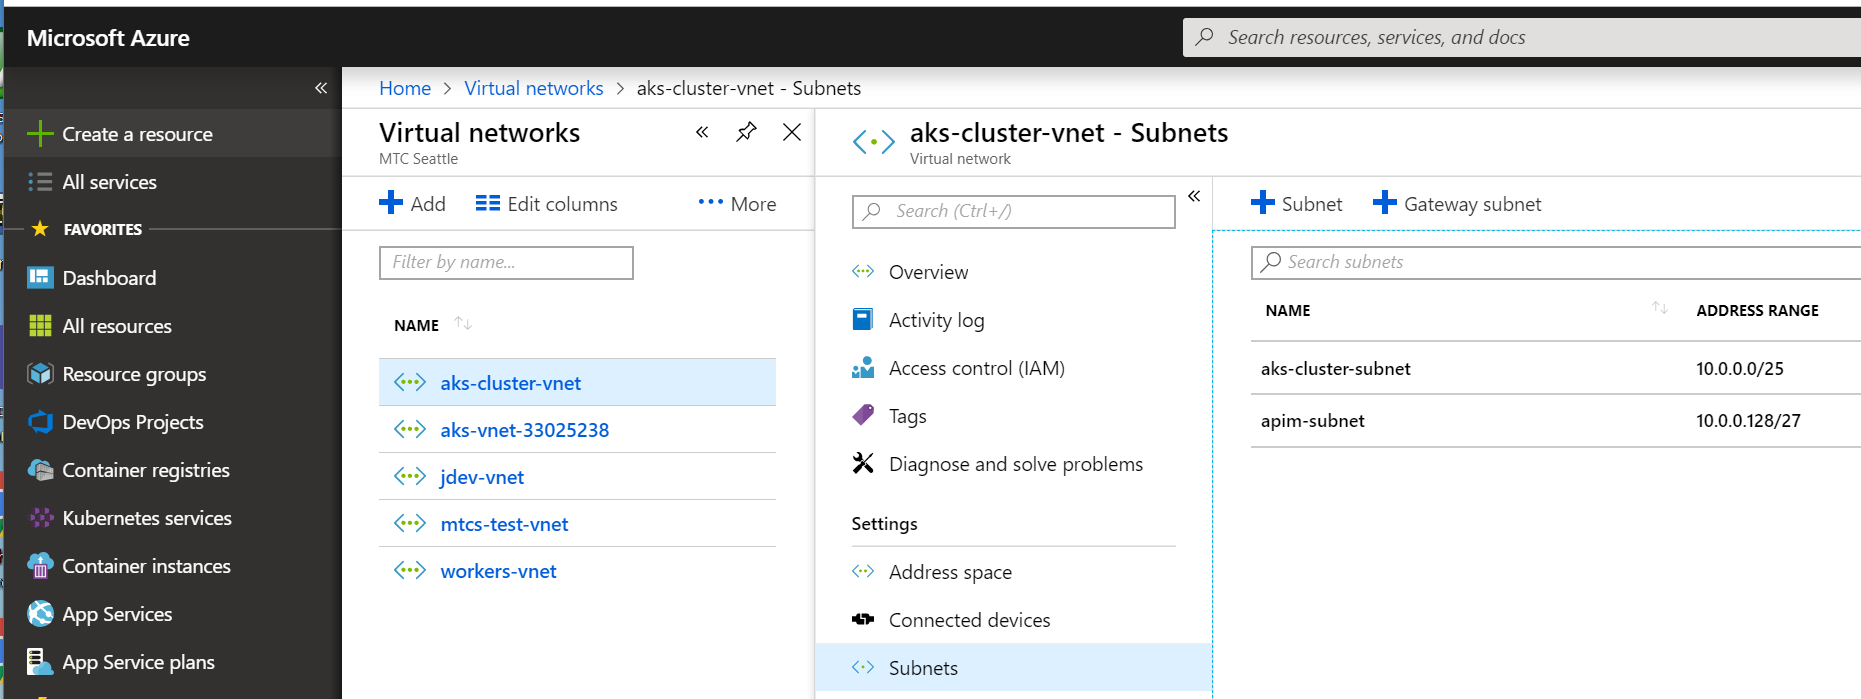 Microsoft Azure
Search resources, services, and docs
«
Create a resource
All services
FAVORITES
Dashboard
All resources
Resource groups
DevOps Projects
Container registries
Kubernetes services
Container instances
App Services
App Service plans
Home > Virtual networks > aks-cluster-vnet - Subnets
Virtual networks
MTC Seattle
Add
Edit columns
More
Filter by name...
NAME
aks-cluster-vnet
aks-vnet-33025238
jdev-vnet
mtcs-test-vnet
workers-vnet
aks-cluster-vnet - Subnets
Virtual network
Search (Ctrl+/)
Overview
Activity log
Access control (IAM)
Tags
Diagnose and solve problems
Settings
Address space
Connected devices
Subnets
Subnet
Gateway subnet
Search subnets
NAME ADDRESS RANGE
aks-cluster-subnet 10.0.0.0/25
apim-subnet 10.0.0.128/27